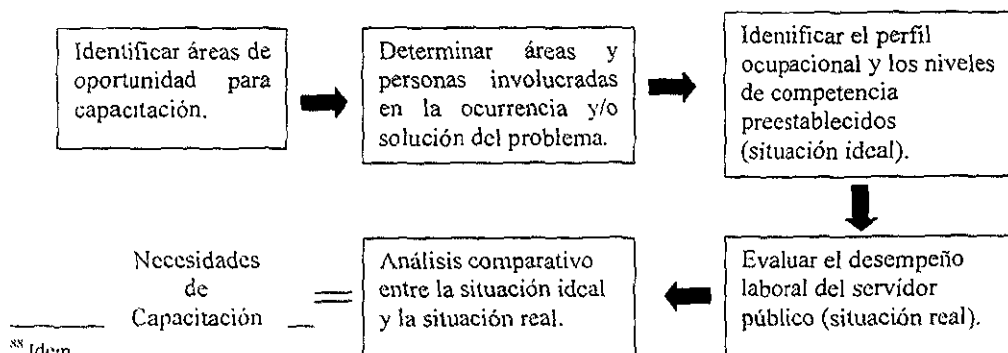 Identificar áreas de
oportunidad para
capacitación.
Determinar áreas y
personas involucradas
en la ocurrencia y/o
solución del problema.
Identificar el perfil
ocupacional y los niveles
de competencia
preestablecidos
(situación ideal).
Evaluar el desempeño
laboral del servidor
público (situación real).
Análisis comparativo
entre la situación ideal
y la situación real.
=
Necesidades
de
Capacitación
88 Idem